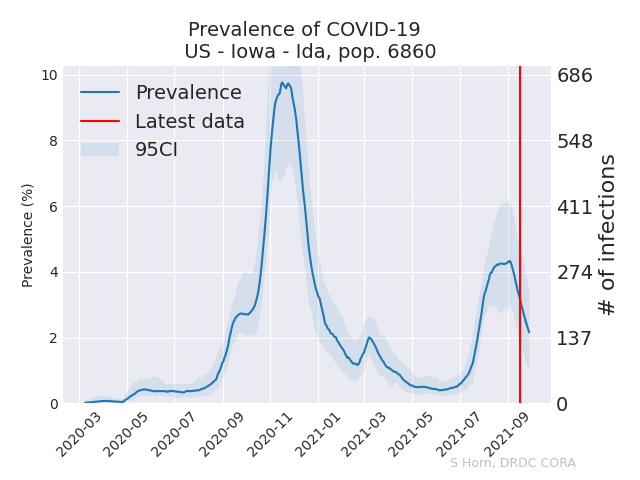 Prevalence of COVID-19
US - Iowa - Ida, pop. 6860
Prevalence
Latest data
95CI
Prevalence (%)
10
8
6
4
2
0
686
548
411
274
137
0
# of infections
2020-03
2020-05
2020-07
2020-09
2020-11
2021-01
2021-03
2021-05
2021-07
2021-09
S Horn, DRDC CORA